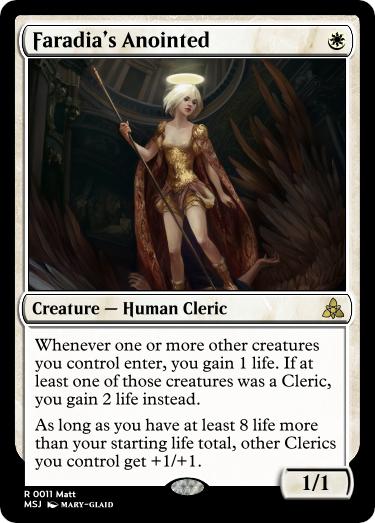 Faradia's Anointed
Creature — Human Cleric
Whenever one or more other creatures
you control enter, you gain 1 life. If at
least one of those creatures was a Cleric,
you gain 2 life instead.
As long as you have at least 8 life more
than your starting life total, other Clerics
you control get +1/+1.
1/1
R 0011 Matt
MSJ MARY-GLAID